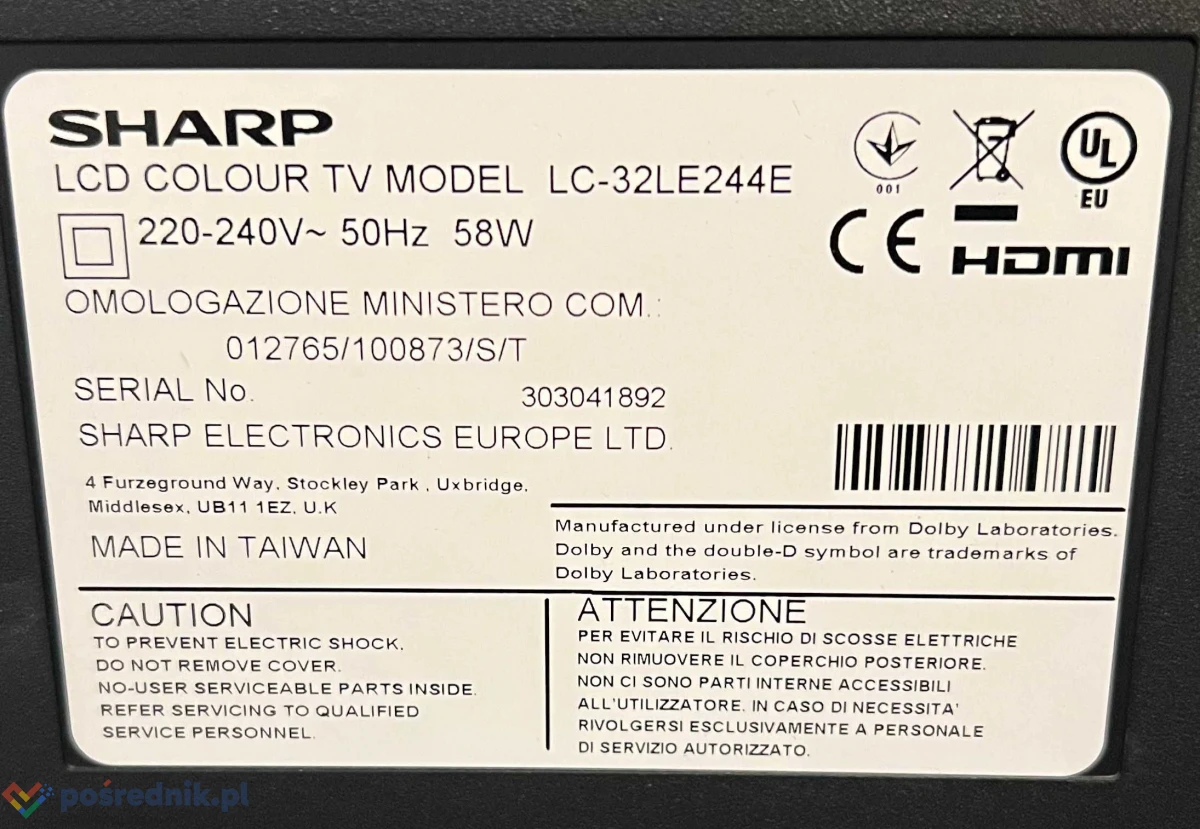 SHARP
LCD COLOUR TV MODEL LC-32LE244E
220-240V~ 50Hz 58W
001
UL
EU
CE
HDMI
OMOLOGAZIONE MINISTERO COM.:
012765/100873/S/T
SERIAL No. 303041892
SHARP ELECTRONICS EUROPE LTD.
4 Furzeground Way, Stockley Park , Uxbridge,
Middlesex, UB11 1EZ, U.K
MADE IN TAIWAN
Manufactured under license from Dolby Laboratories.
Dolby and the double-D symbol are trademarks of
Dolby Laboratories.
CAUTION
TO PREVENT ELECTRIC SHOCK,
DO NOT REMOVE COVER.
NO-USER SERVICEABLE PARTS INSIDE.
REFER SERVICING TO QUALIFIED
SERVICE PERSONNEL.
ATTENZIONE
PER EVITARE IL RISCHIO DI SCOSSE ELETTRICHE
NON RIMUOVERE IL COPERCHIO POSTERIORE.
NON CI SONO PARTI INTERNE ACCESSIBILI
ALL'UTILIZZATORE. IN CASO DI NECESSITA'
RIVOLGERSI ESCLUSIVAMENTE A PERSONALE
DI SERVIZIO AUTORIZZATO.
pośrednik.pl